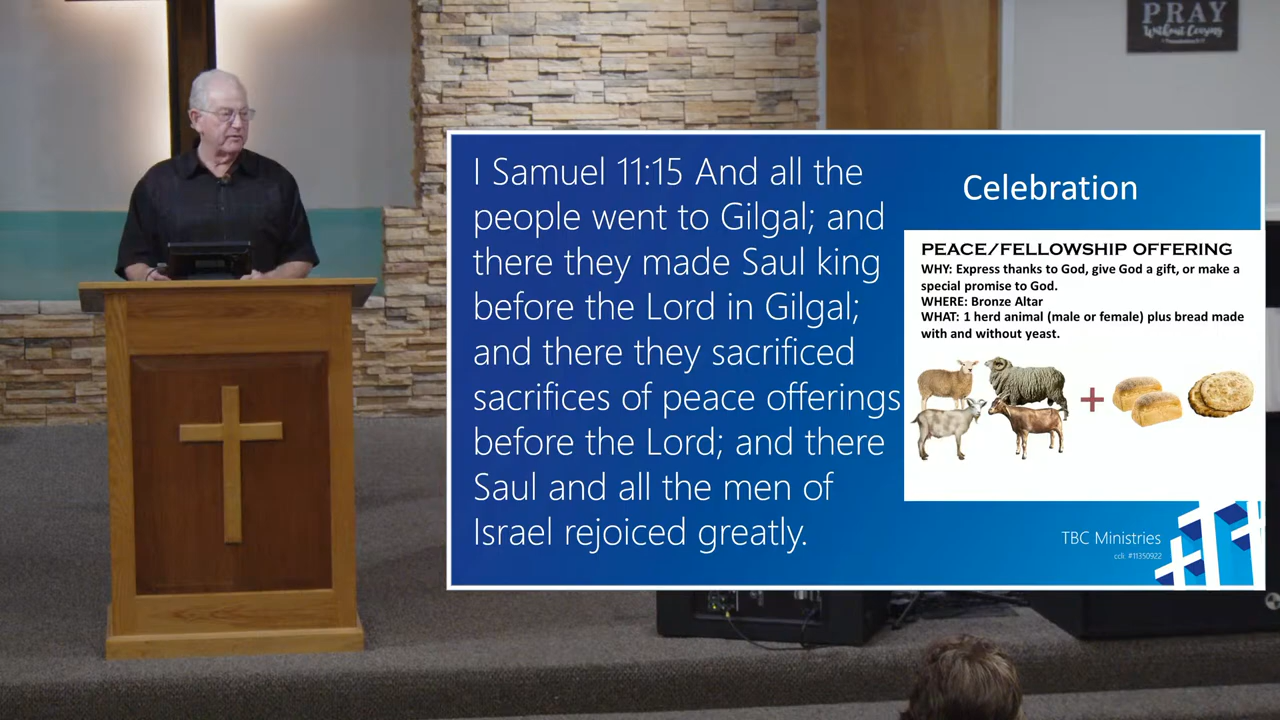 PRAY
Without Ceasing
I Samuel 11:15 And all the
people went to Gilgal; and
there they made Saul king
before the Lord in Gilgal;
and there they sacrificed
sacrifices of peace offerings
before the Lord; and there
Saul and all the men of
Israel rejoiced greatly.
Celebration
PEACE/FELLOWSHIP OFFERING
WHY: Express thanks to God, give God a gift, or make a
special promise to God.
WHERE: Bronze Altar
WHAT: 1 herd animal (male or female) plus bread made
with and without yeast.
+
TBC Ministries
ccli: #11350922